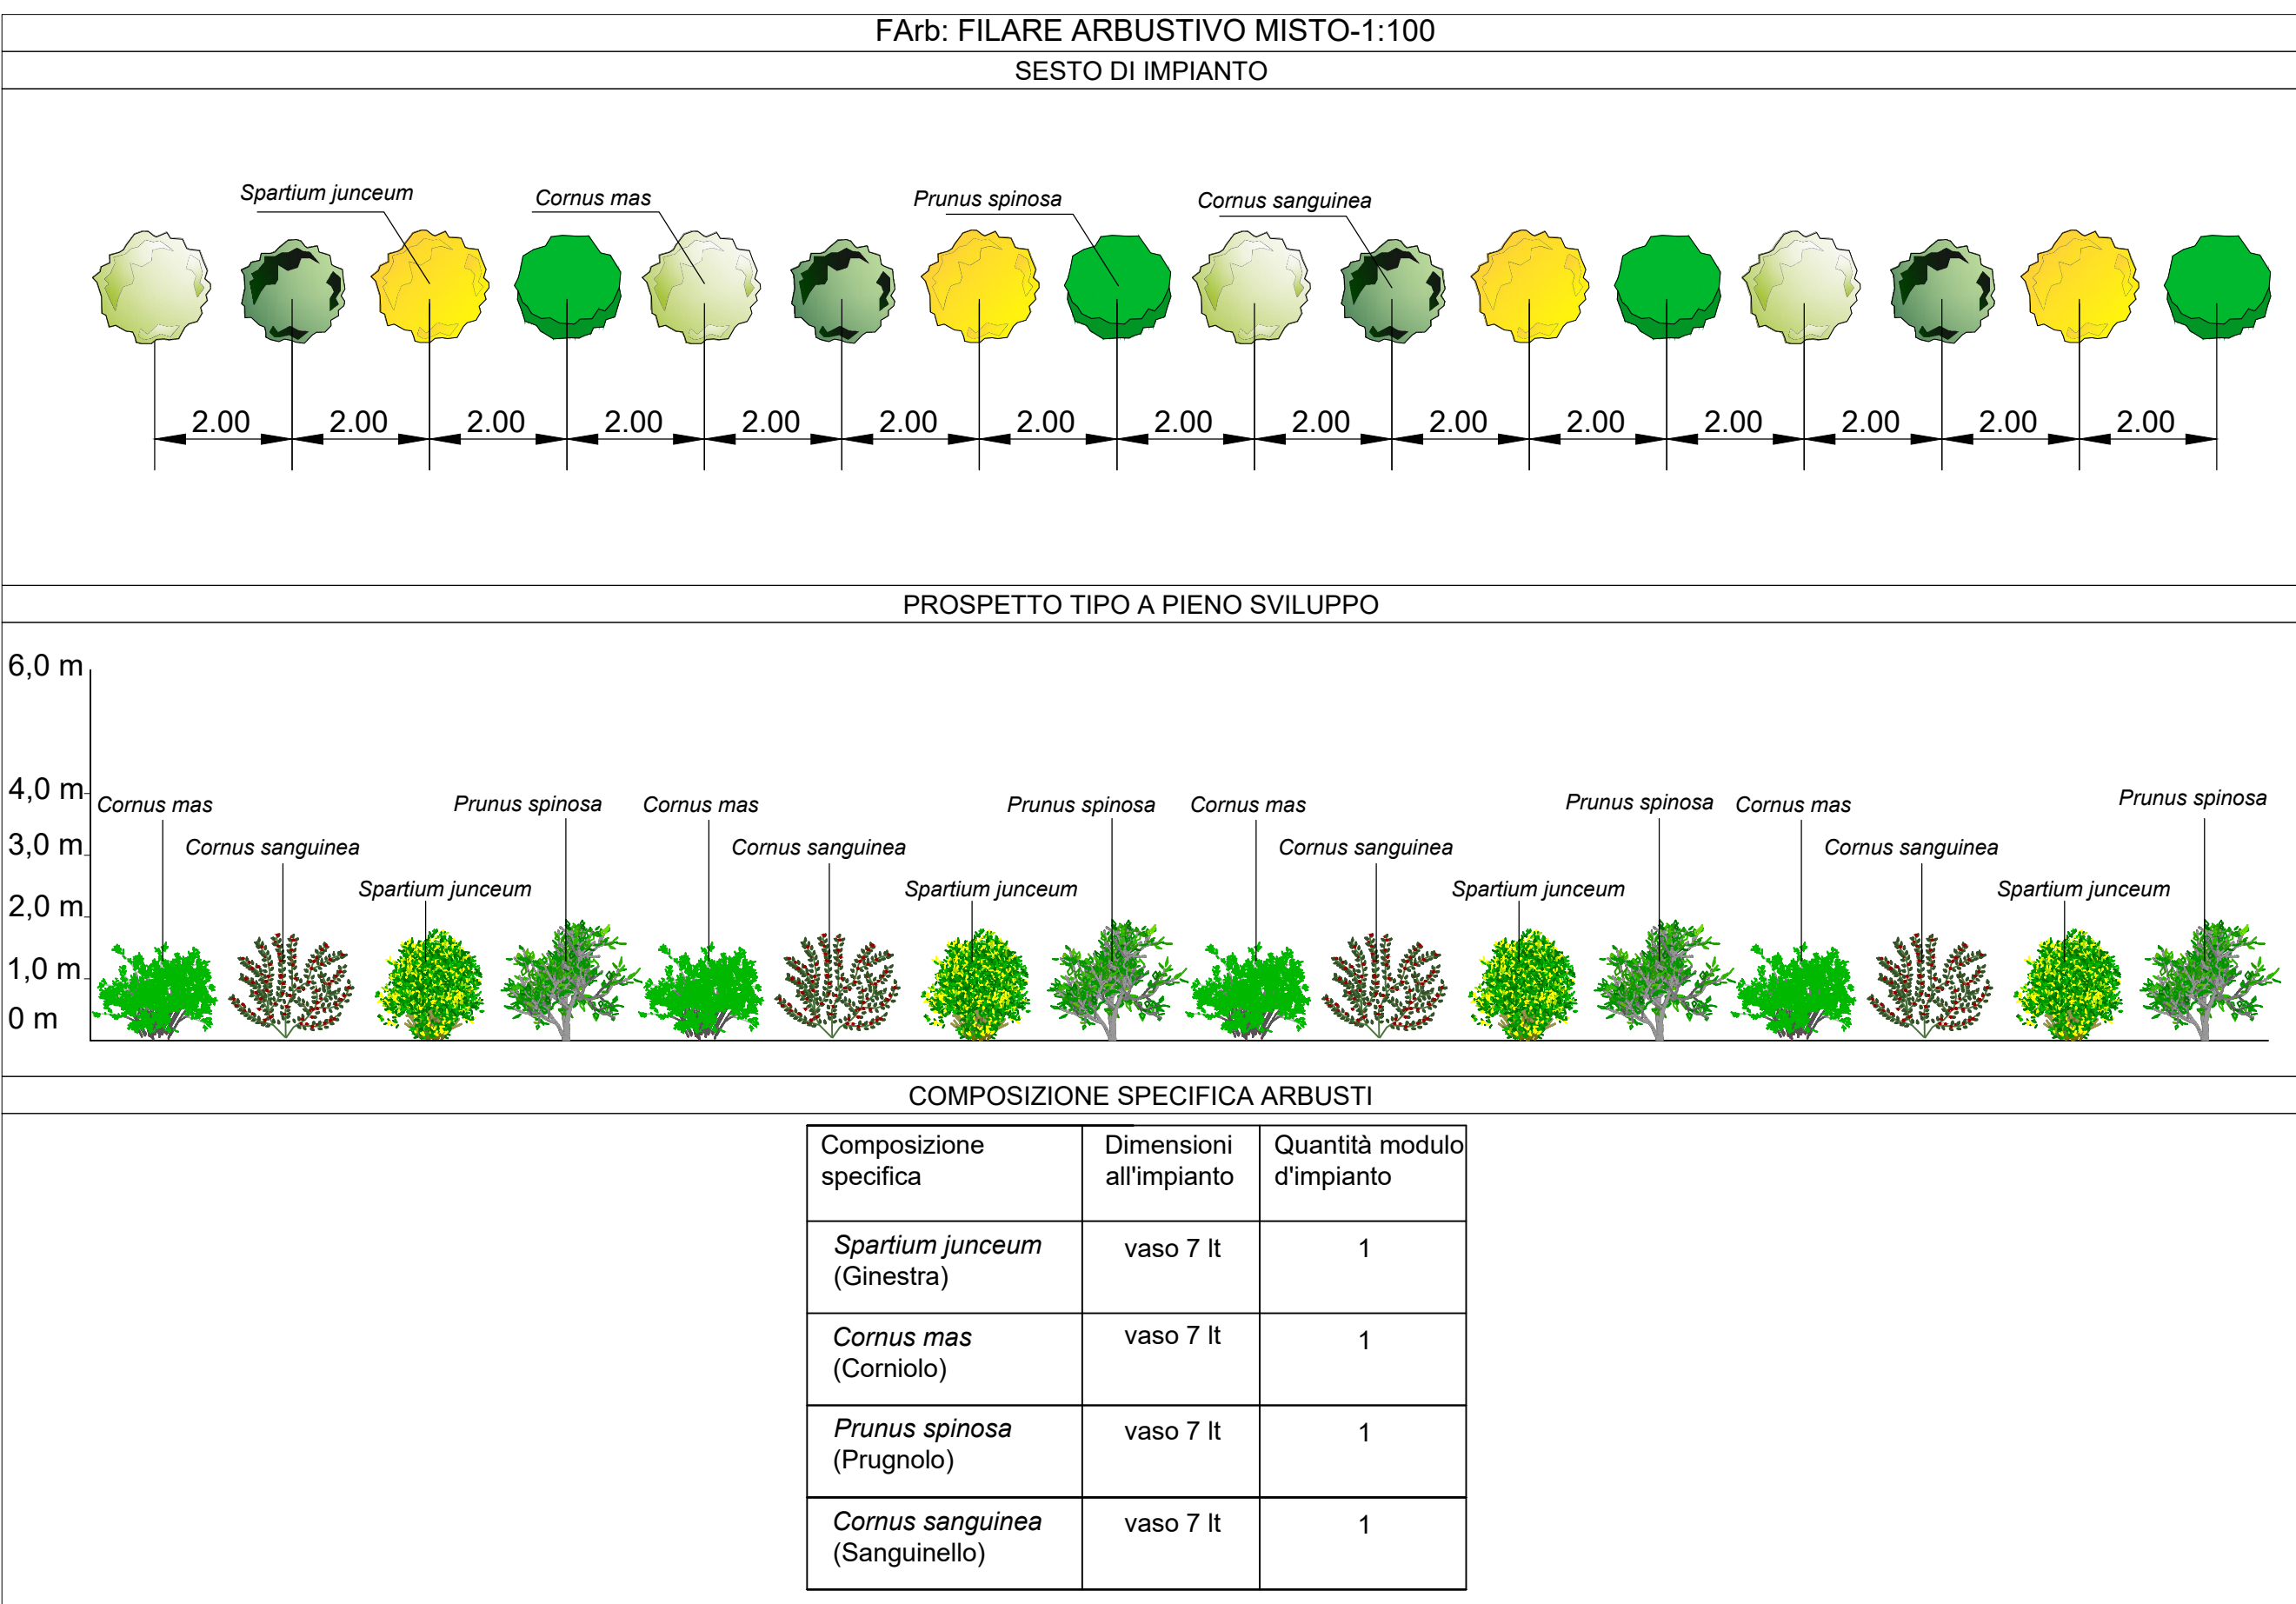 FArb: FILARE ARBUSTIVO MISTO-1:100
SESTO DI IMPIANTO
Spartium junceum Cornus mas Prunus spinosa Cornus sanguinea
2.00 2.00 2.00 2.00 2.00 2.00 2.00 2.00 2.00 2.00 2.00 2.00 2.00 2.00 2.00
PROSPETTO TIPO A PIENO SVILUPPO
6,0 m
4,0 m
Cornus mas Prunus spinosa Cornus mas Prunus spinosa Cornus mas Prunus spinosa Cornus mas Prunus spinosa
3,0 m
Cornus sanguinea Cornus sanguinea Cornus sanguinea Cornus sanguinea
Spartium junceum Spartium junceum Spartium junceum Spartium junceum
2,0 m
1,0 m
0 m
COMPOSIZIONE SPECIFICA ARBUSTI
Composizione Dimensioni Quantità modulo
specifica all'impianto d'impianto
Spartium junceum vaso 7 lt 1
(Ginestra)
Cornus mas vaso 7 lt 1
(Corniolo)
Prunus spinosa vaso 7 lt 1
(Prugnolo)
Cornus sanguinea vaso 7 lt 1
(Sanguinello)